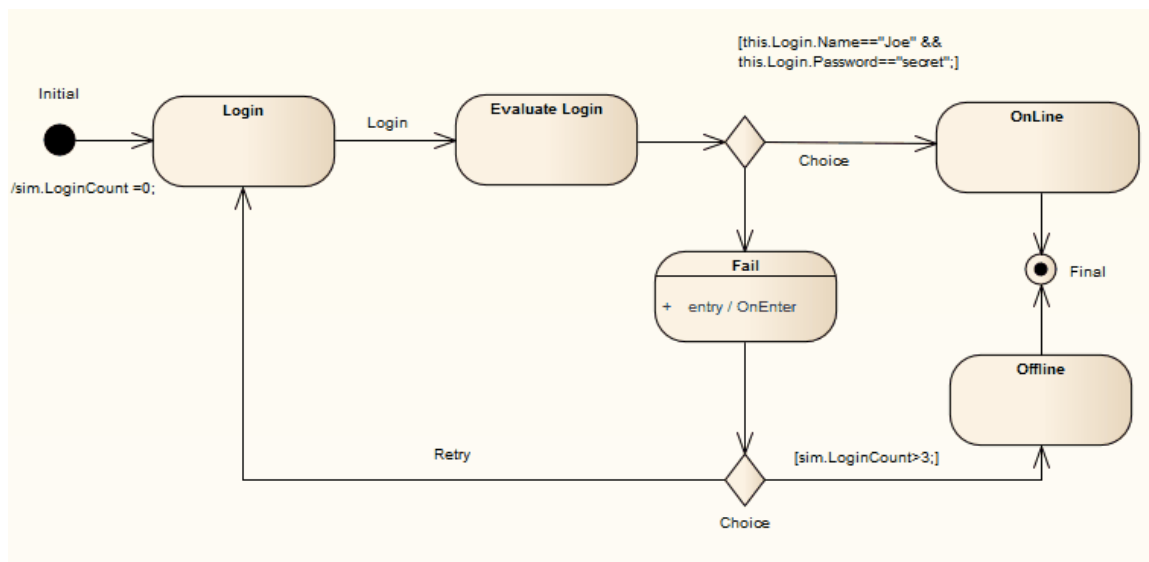 [this.Login.Name=="Joe" &&
this.Login.Password=="secret";]
Initial
Login
Login
Evaluate Login
OnLine
Choice
/sim.LoginCount =0;
Fail
+ entry / OnEnter
Final
Offline
Retry
[sim.LoginCount>3;]
Choice